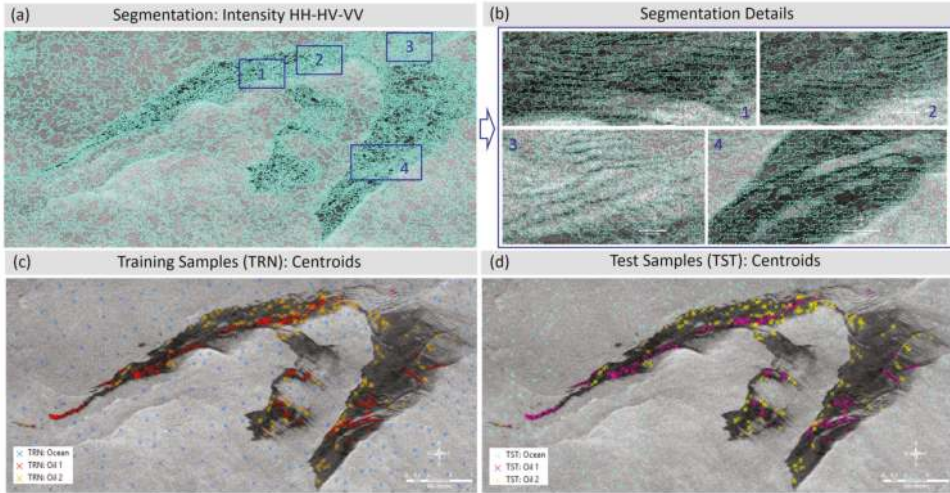 (a) Segmentation: Intensity HH-HV-VV
(b) Segmentation Details
1
2
3
4
1
2
3
4
(c) Training Samples (TRN): Centroids
(d) Test Samples (TST): Centroids
TRN: Ocean
TRN: Oil 1
TRN: Oil 2
TST: Ocean
TST: Oil 1
TST: Oil 2